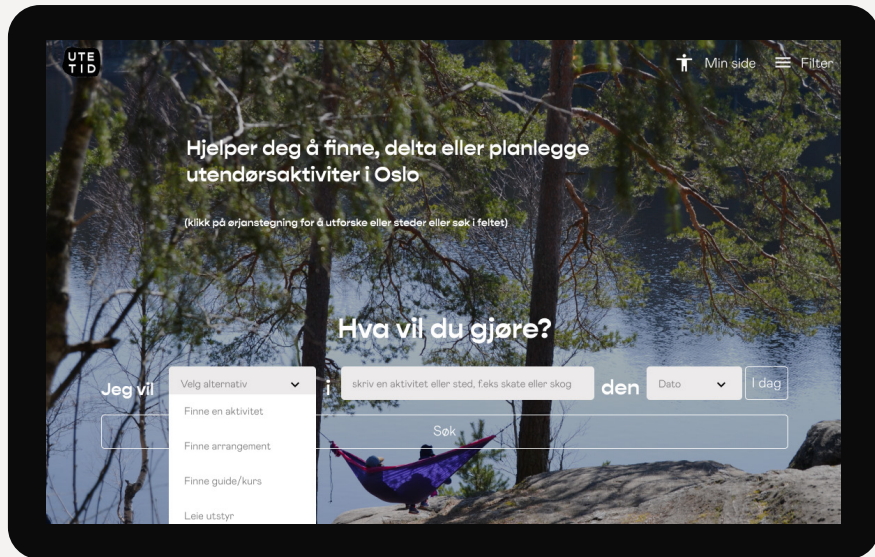 UTE
TID
Min side
Filter
Hjelper deg å finne, delta eller planlegge
utendørsaktiviter i Oslo
(klikk på ørjanstegning for å utforske eller steder eller søk i feltet)
Hva vil du gjøre?
Jeg vil
Velg alternativ
i
skriv en aktivitet eller sted, f.eks skate eller skog
den
Dato
I dag
Søk
Finne en aktivitet
Finne arrangement
Finne guide/kurs
Leie utstyr